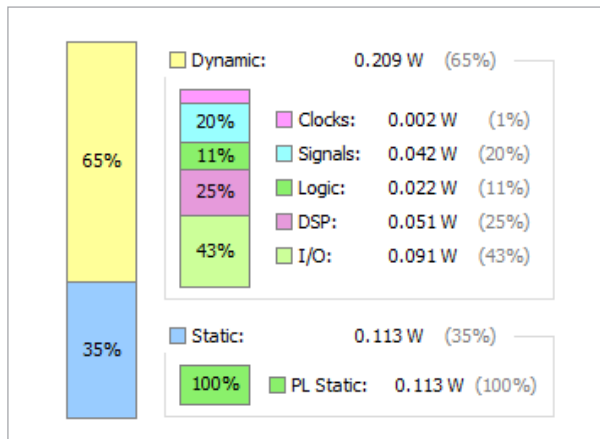 Dynamic: 0.209 W (65%)
65%
20%
11%
25%
43%
Clocks: 0.002 W (1%)
Signals: 0.042 W (20%)
Logic: 0.022 W (11%)
DSP: 0.051 W (25%)
I/O: 0.091 W (43%)
35%
Static: 0.113 W (35%)
100%
PL Static: 0.113 W (100%)